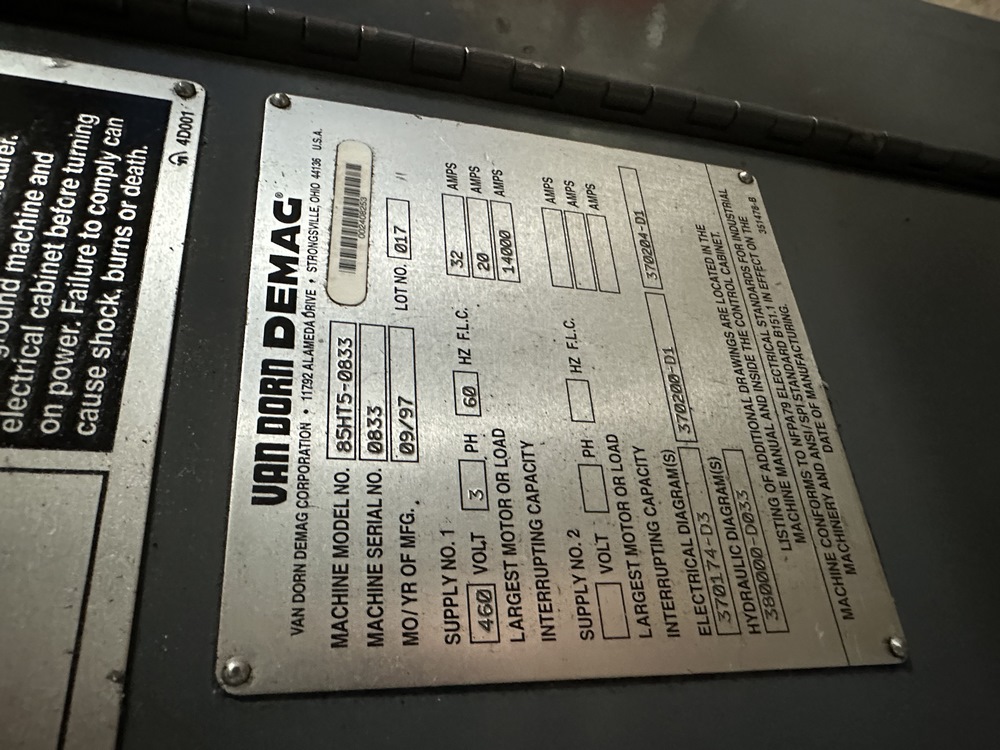 electrical cabinet before turning
on power. Failure to comply can
cause shock, burns or death.
4D001
VAN DORN DEMAG®
VAN DORN DEMAG CORPORATION • 11792 ALAMEDA DRIVE • STRONGSVILLE, OHIO 44136 U.S.A.
MACHINE MODEL NO. 85HT5-0833
MACHINE SERIAL NO. 0833
MO/YR OF MFG. 09/97 LOT NO. 017
SUPPLY NO. 1
460 VOLT 3 PH 60 HZ F.L.C. 32 AMPS
LARGEST MOTOR OR LOAD 20 AMPS
INTERRUPTING CAPACITY 14000 AMPS
SUPPLY NO. 2
VOLT PH HZ F.L.C. AMPS
LARGEST MOTOR OR LOAD AMPS
INTERRUPTING CAPACITY AMPS
ELECTRICAL DIAGRAM(S) 370200-D1 370204-D1
370174-D3
HYDRAULIC DIAGRAM(S)
380000-D033
LISTING OF ADDITIONAL DRAWINGS ARE LOCATED IN THE
MACHINE MANUAL AND INSIDE THE CONTROL CABINET.
MACHINE CONFORMS TO NFPA79 ELECTRICAL STANDARDS FOR INDUSTRIAL
MACHINERY AND ANSI/SPI STANDARD B151.1 IN EFFECT ON THE
DATE OF MANUFACTURING.
351479-B